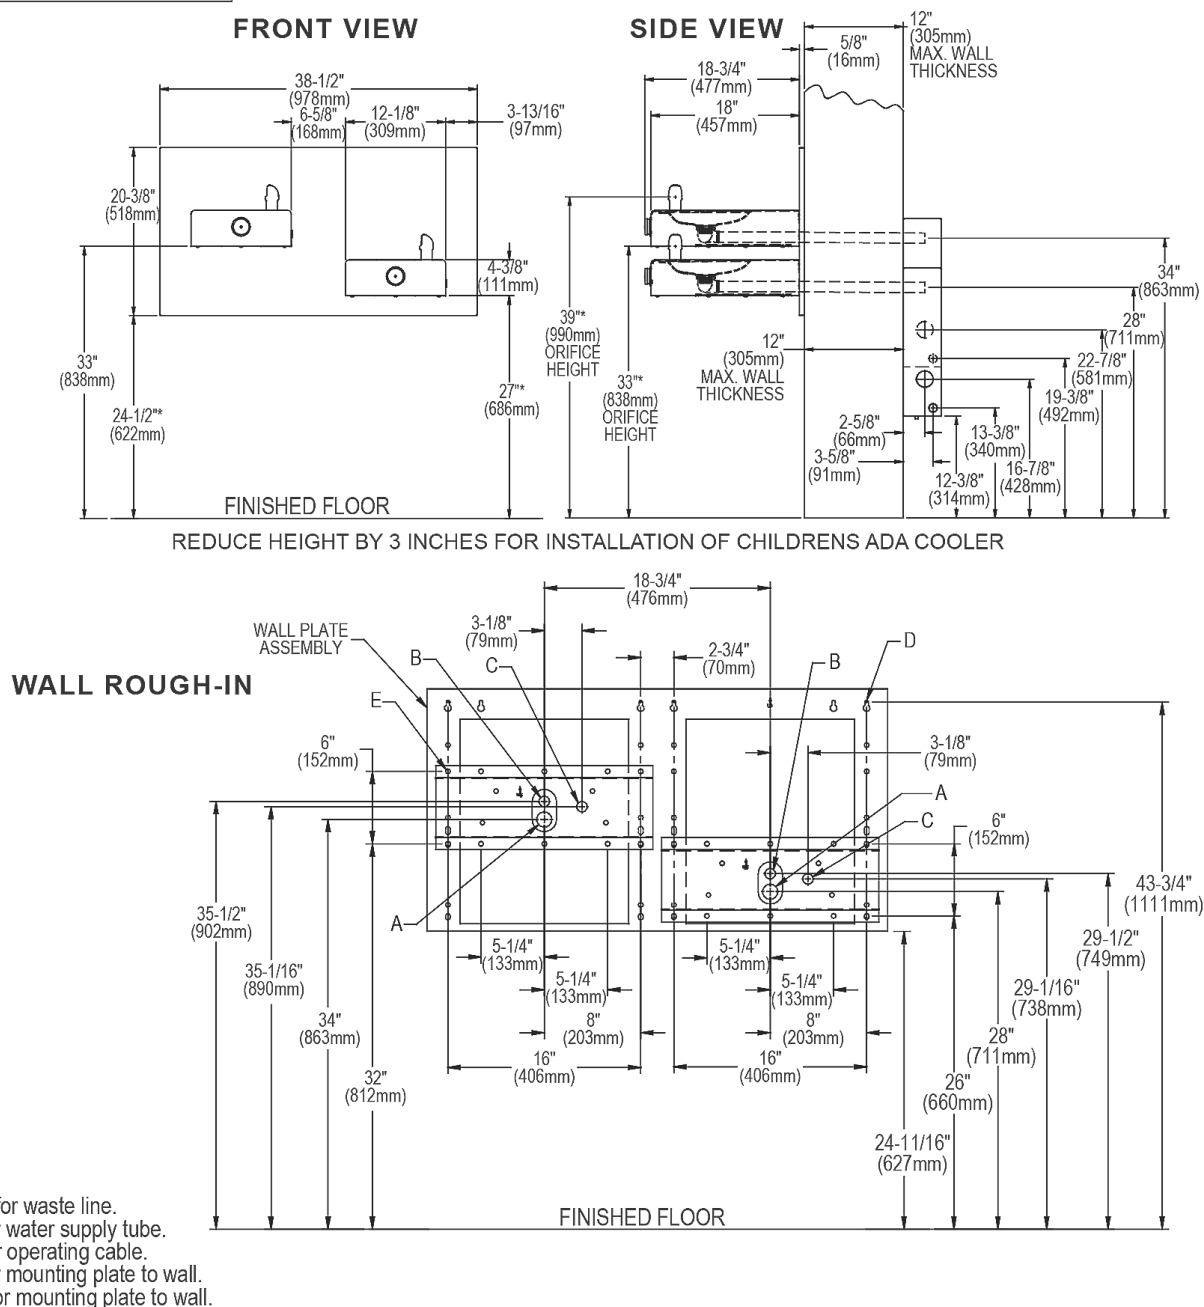 FRONT VIEW
38-1/2"
(978mm)
6-5/8"
(168mm)
12-1/8"
(309mm)
3-13/16"
(97mm)
20-3/8"
(518mm)
4-3/8"
(111mm)
33"
(838mm)
24-1/2"*
(622mm)
27"*
(686mm)
FINISHED FLOOR
SIDE VIEW
12"
(305mm)
MAX. WALL
THICKNESS
5/8"
(16mm)
18-3/4"
(477mm)
18"
(457mm)
39"*
(990mm)
ORIFICE
HEIGHT
33"*
(838mm)
ORIFICE
HEIGHT
12"
(305mm)
MAX. WALL
THICKNESS
34"
(863mm)
28"
(711mm)
22-7/8"
(581mm)
19-3/8"
(492mm)
2-5/8"
(66mm)
3-5/8"
(91mm)
13-3/8"
(340mm)
16-7/8"
(428mm)
12-3/8"
(314mm)
REDUCE HEIGHT BY 3 INCHES FOR INSTALLATION OF CHILDRENS ADA COOLER
WALL ROUGH-IN
18-3/4"
(476mm)
3-1/8"
(79mm)
2-3/4"
(70mm)
WALL PLATE
ASSEMBLY
B
C
B
D
E
6"
(152mm)
3-1/8"
(79mm)
A
C
6"
(152mm)
A
35-1/2"
(902mm)
35-1/16"
(890mm)
34"
(863mm)
32"
(812mm)
5-1/4"
(133mm)
5-1/4"
(133mm)
8"
(203mm)
16"
(406mm)
5-1/4"
(133mm)
5-1/4"
(133mm)
8"
(203mm)
16"
(406mm)
43-3/4"
(1111mm)
29-1/2"
(749mm)
29-1/16"
(738mm)
28"
(711mm)
26"
(660mm)
24-11/16"
(627mm)
FINISHED FLOOR
for waste line.
water supply tube.
operating cable.
mounting plate to wall.
mounting plate to wall.